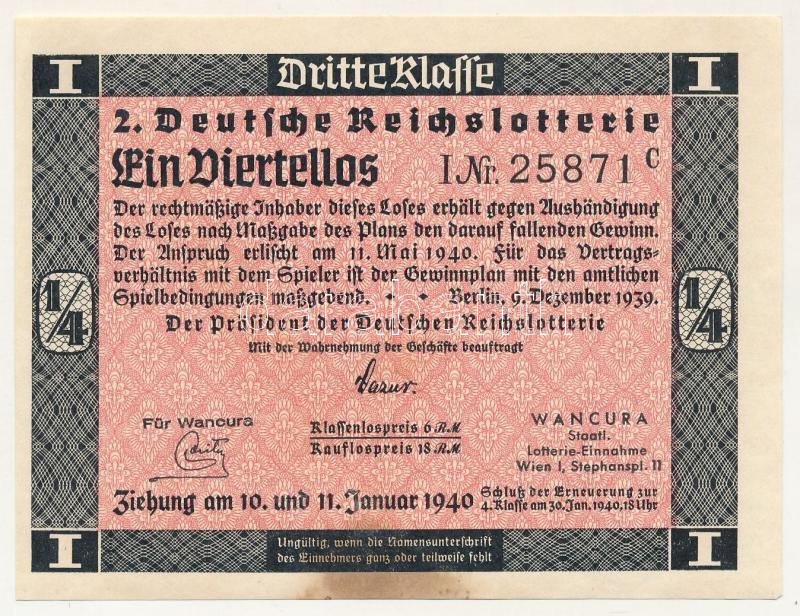 I Dritte Klasse I
2. Deutsche Reichslotterie
Ein Viertellos I Nr. 25871 C
Der rechtmäßige Inhaber dieses Loses erhält gegen Aushändigung
des Loses nach Maßgabe des Plans den darauf fallenden Gewinn.
Der Anspruch erlischt am 11. Mai 1940. Für das Vertrags-
verhältnis mit dem Spieler ist der Gewinnplan mit den amtlichen
Spielbedingungen maßgebend. Berlin, 9. Dezember 1939.
1/4 1/4
Der Präsident der Deutschen Reichslotterie
Mit der Wahrnehmung der Geschäfte beauftragt
Für Wancura
Klassenlospreis 6 RM
Kauflospreis 18 RM
WANCURA
Staatl.
Lotterie-Einnahme
Wien I, Stephanspl. 11
Ziehung am 10. und 11. Januar 1940
Schluß der Erneuerung zur
4. Klasse am 30. Jan. 1940, 18 Uhr
I I
Ungültig, wenn die Namensunterschrift
des Einnehmers ganz oder teilweise fehlt